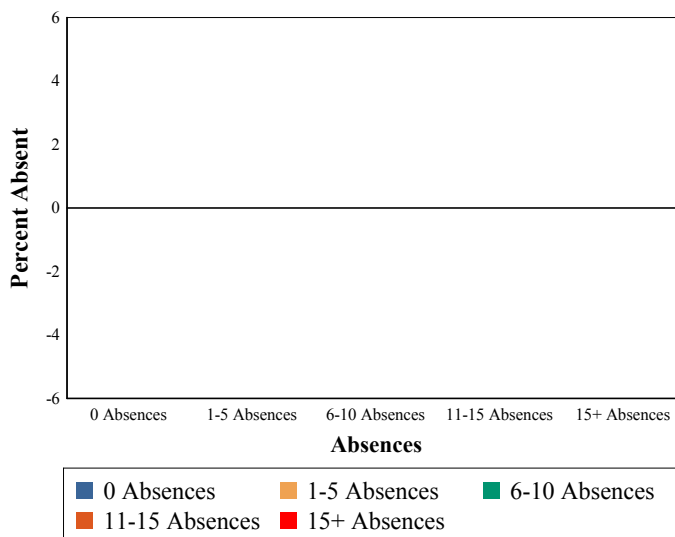 6
4
2
0
-2
-4
-6
Percent Absent
0 Absences 1-5 Absences 6-10 Absences 11-15 Absences 15+ Absences
Absences
0 Absences 1-5 Absences 6-10 Absences
11-15 Absences 15+ Absences